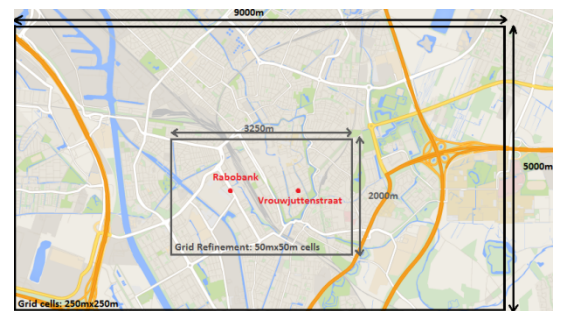 9000m
3250m
5000m
Rabobank
2000m
Vrouwjuttenstraat
Grid Refinement: 50mx50m cells
Grid cells: 250mx250m